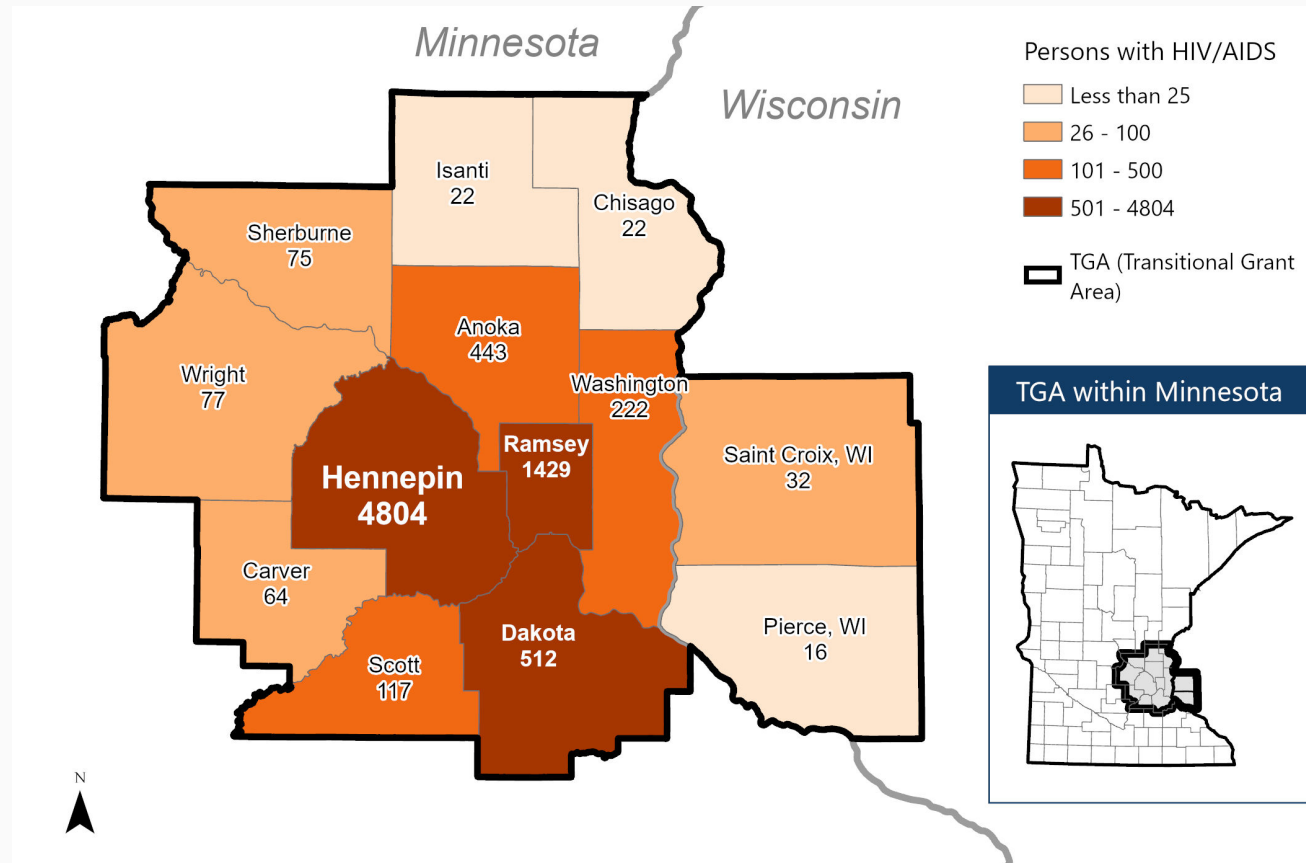 Minnesota
Wisconsin
Persons with HIV/AIDS
Less than 25
26 - 100
101 - 500
501 - 4804
TGA (Transitional Grant
Area)
Isanti
22
Chisago
22
Sherburne
75
Anoka
443
Wright
77
Washington
222
Hennepin
4804
Ramsey
1429
Saint Croix, WI
32
Carver
64
Scott
117
Dakota
512
Pierce, WI
16
TGA within Minnesota
N